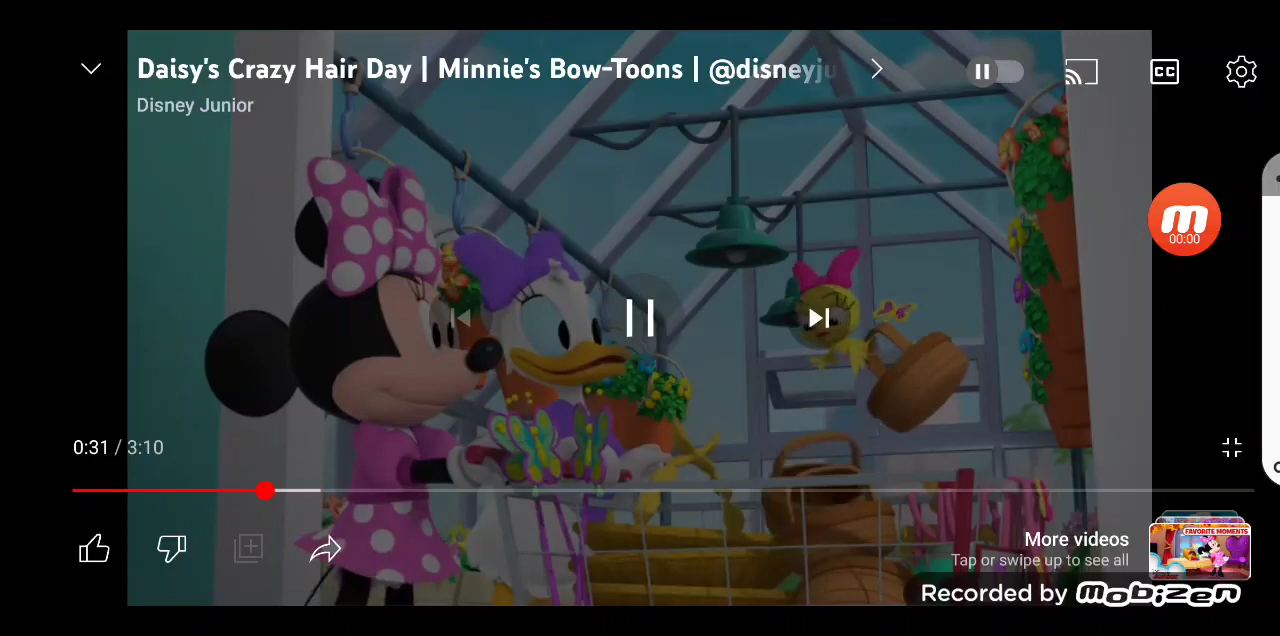 Daisy's Crazy Hair Day | Minnie's Bow-Toons | @disneyju
Disney Junior
CC
m
00:00
0:31 / 3:10
More videos
Tap or swipe up to see all
FAVORITE MOMENTS
Recorded by mobizen